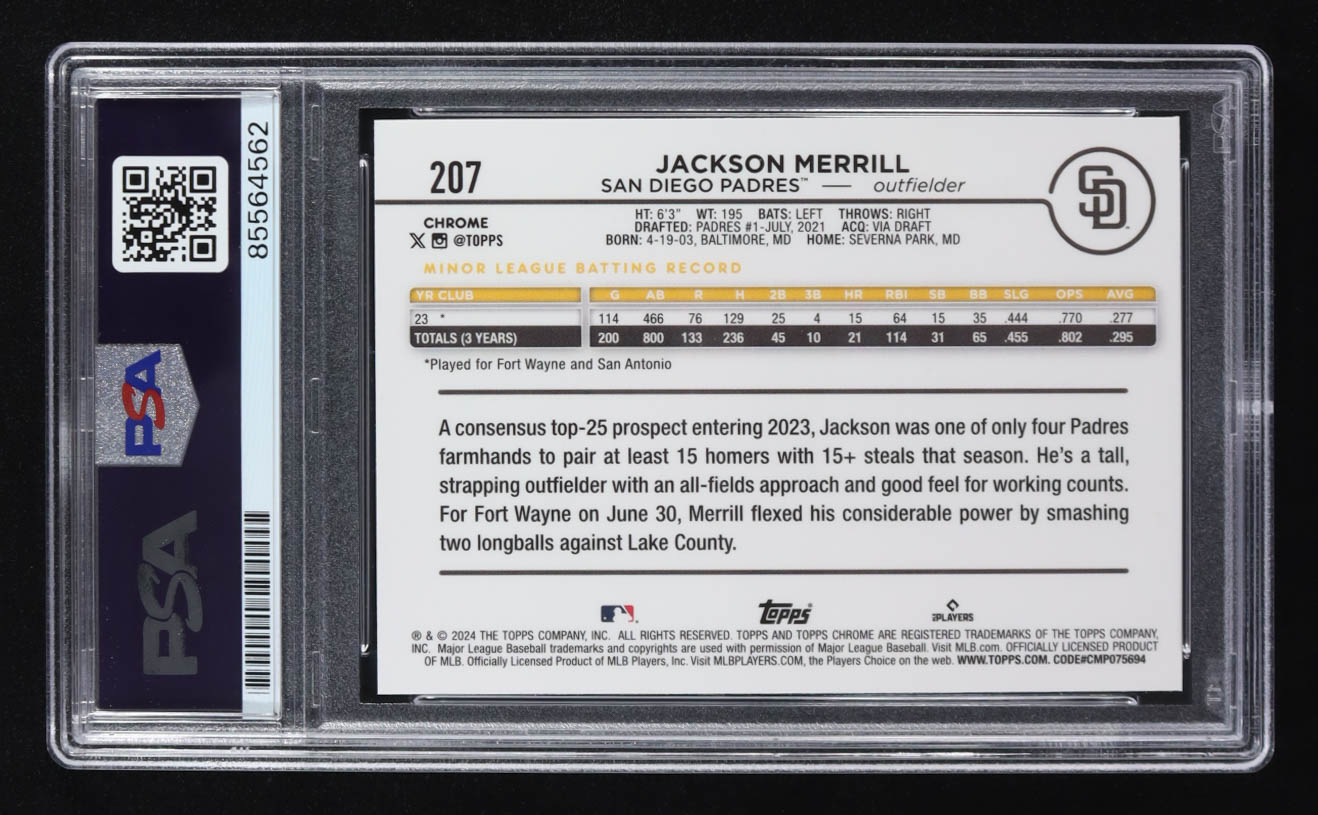 85564562
PSA
PSA
207
JACKSON MERRILL
SAN DIEGO PADRES™ — outfielder
SD
CHROME
X @TOPPS
HT: 6'3" WT: 195 BATS: LEFT THROWS: RIGHT
DRAFTED: PADRES #1-JULY, 2021 ACQ: VIA DRAFT
BORN: 4-19-03, BALTIMORE, MD HOME: SEVERNA PARK, MD
MINOR LEAGUE BATTING RECORD
YR CLUB G AB R H 2B 3B HR RBI SB BB SLG OPS AVG
23 * 114 466 76 129 25 4 15 64 15 35 .444 .770 .277
TOTALS (3 YEARS) 200 800 133 236 45 10 21 114 31 65 .455 .802 .295
*Played for Fort Wayne and San Antonio
A consensus top-25 prospect entering 2023, Jackson was one of only four Padres
farmhands to pair at least 15 homers with 15+ steals that season. He's a tall,
strapping outfielder with an all-fields approach and good feel for working counts.
For Fort Wayne on June 30, Merrill flexed his considerable power by smashing
two longballs against Lake County.
Topps
PLAYERS
® & © 2024 THE TOPPS COMPANY, INC. ALL RIGHTS RESERVED. TOPPS AND TOPPS CHROME ARE REGISTERED TRADEMARKS OF THE TOPPS COMPANY,
INC. Major League Baseball trademarks and copyrights are used with permission of Major League Baseball. Visit MLB.com. OFFICIALLY LICENSED PRODUCT
OF MLB. Officially Licensed Product of MLB Players, Inc. Visit MLBPLAYERS.COM, the Players Choice on the web. WWW.TOPPS.COM. CODE#CMP075694